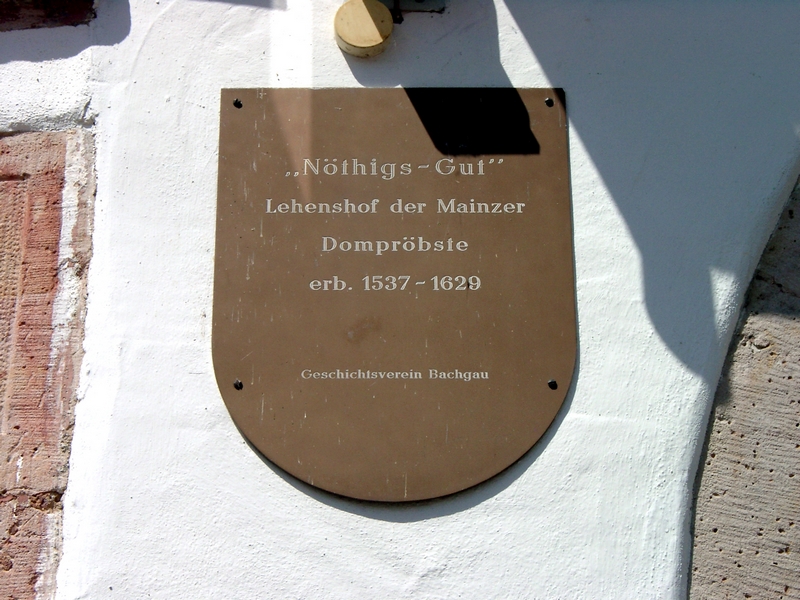 „Nöthigs-Gut”
Lehenshof der Mainzer
Dompröbste
erb. 1537-1629
Geschichtsverein Bachgau